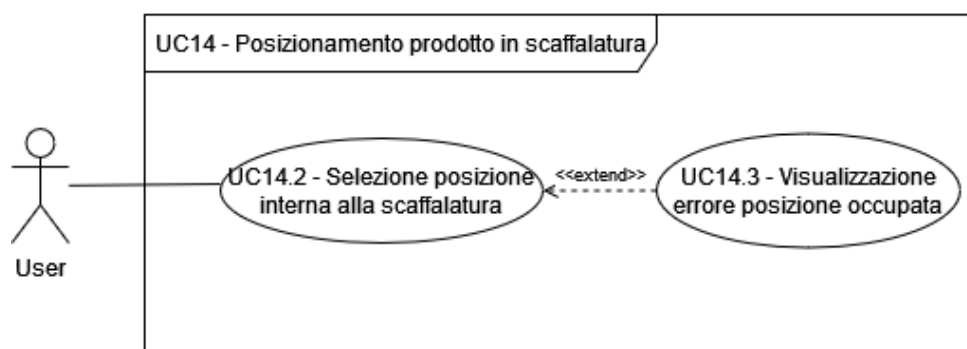 UC14 - Posizionamento prodotto in scaffalatura
UC14.2 - Selezione posizione
interna alla scaffalatura
<<extend>>
UC14.3 - Visualizzazione
errore posizione occupata
User